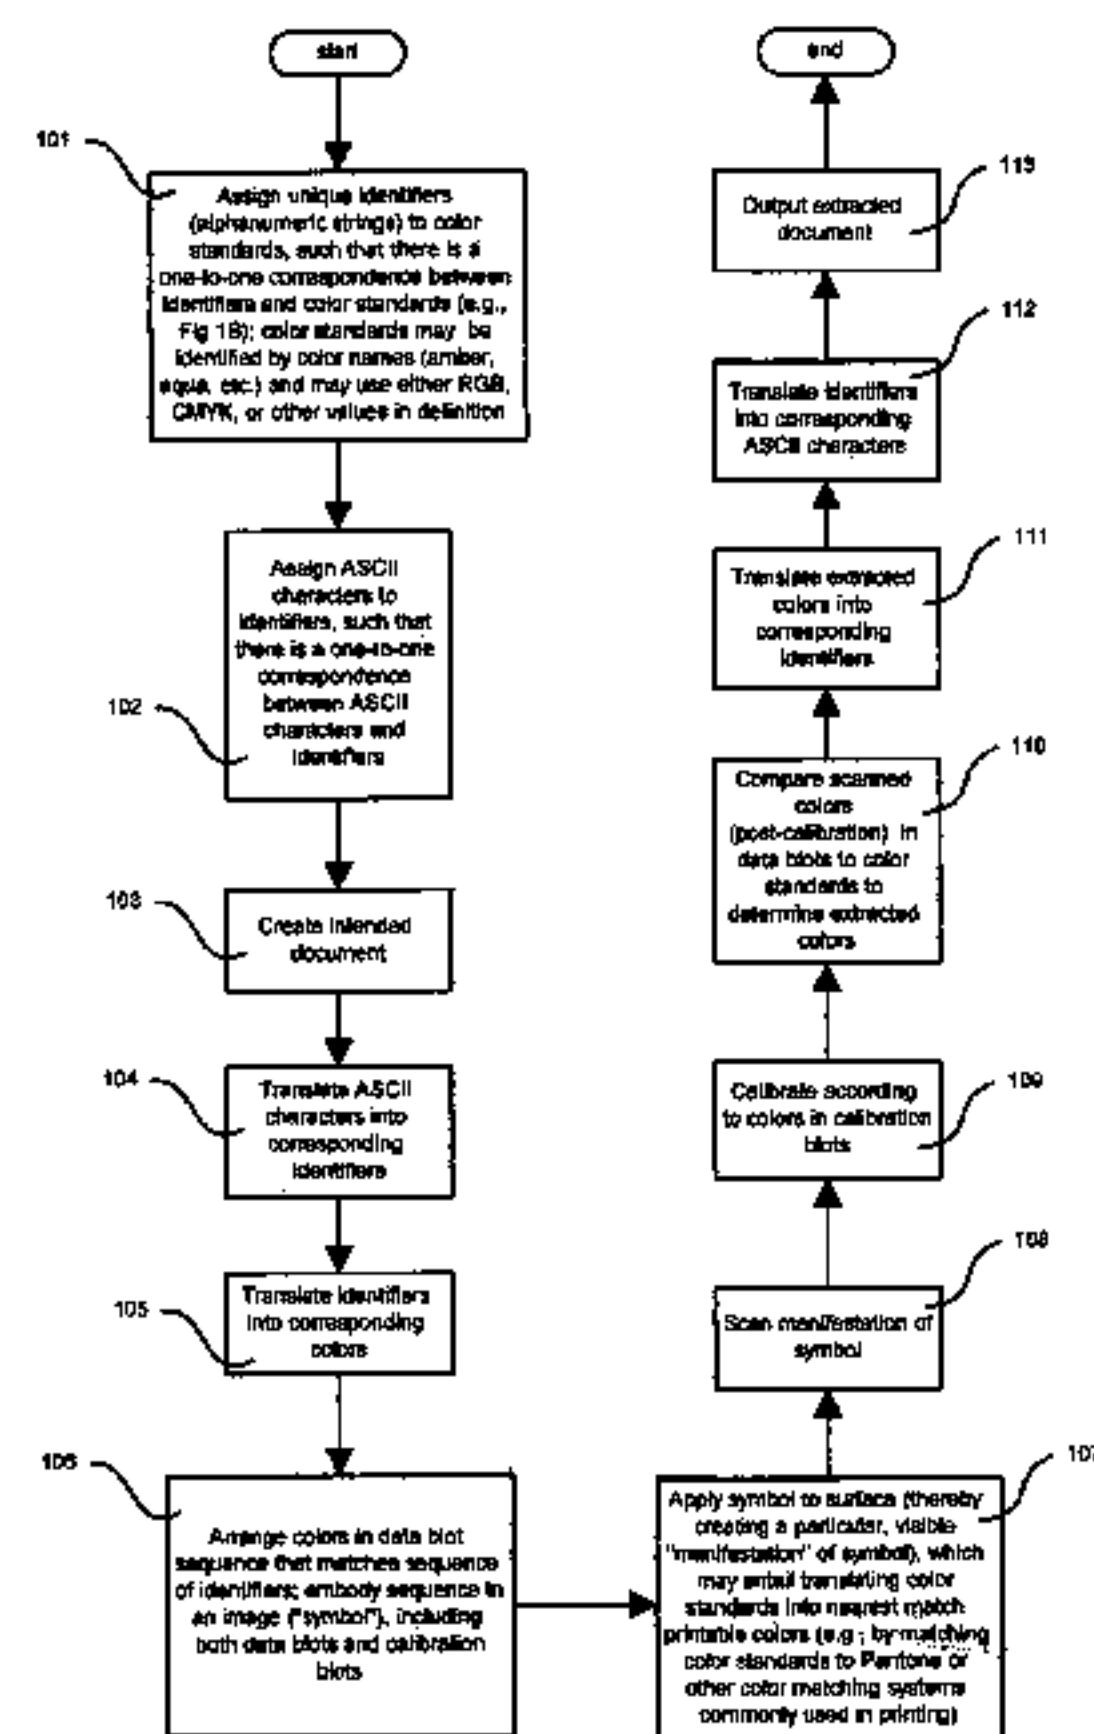 start
101
Assign unique identifiers
(alphanumeric strings) to color
standards, such that there is a
one-to-one correspondence between
identifiers and color standards (e.g.,
Fig 1B); color standards may be
identified by color names (amber,
aqua, etc.) and may use either RGB,
CMYK, or other values in definition
102
Assign ASCII
characters to
identifiers, such that
there is a one-to-one
correspondence
between ASCII
characters and
identifiers
103
Create intended
document
104
Translate ASCII
characters into
corresponding
identifiers
105
Translate identifiers
into corresponding
colors
106
Arrange colors in data blot
sequence that matches sequence
of identifiers; embody sequence in
an image ("symbol"), including
both data blots and calibration
blots
107
Apply symbol to surface (thereby
creating a particular, visible
"manifestation" of symbol), which
may entail translating color
standards into nearest match
printable colors (e.g., by matching
color standards to Pantone or
other color matching systems
commonly used in printing)
108
Scan manifestation of
symbol
109
Calibrate according
to colors in calibration
blots
110
Compare scanned
colors
(post-calibration) in
data blots to color
standards to
determine extracted
colors
111
Translate extracted
colors into
corresponding
identifiers
112
Translate identifiers
into corresponding
ASCII characters
113
Output extracted
document
end